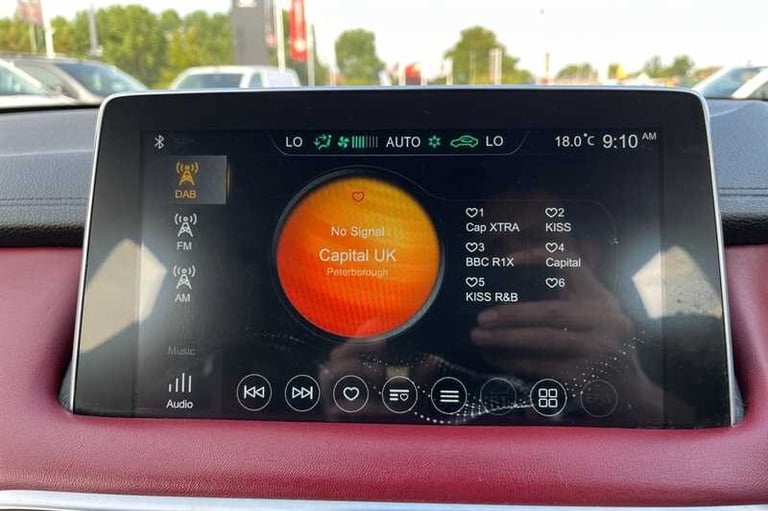 LO AUTO LO 18.0°C 9:10 AM
DAB
FM
AM
Music
Audio
No Signal
Capital UK
Peterborough
1 Cap XTRA
2 KISS
3 BBC R1X
4 Capital
5 KISS R&B
6